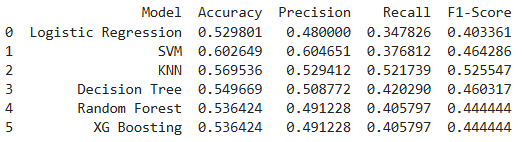 Model Accuracy Precision Recall F1-Score
0 Logistic Regression 0.529801 0.480000 0.347826 0.403361
1 SVM 0.602649 0.604651 0.376812 0.464286
2 KNN 0.569536 0.529412 0.521739 0.525547
3 Decision Tree 0.549669 0.508772 0.420290 0.460317
4 Random Forest 0.536424 0.491228 0.405797 0.444444
5 XG Boosting 0.536424 0.491228 0.405797 0.444444